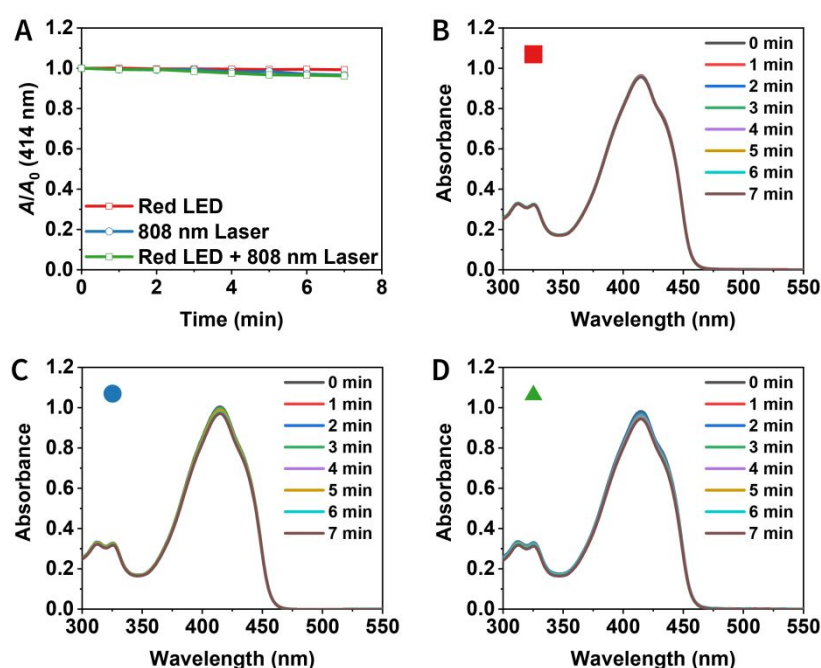 A
A/A0 (414 nm)
1.4
1.2
1.0
0.8
0.6
0.4
0.2
0.0
Red LED
808 nm Laser
Red LED + 808 nm Laser
0 2 4 6 8
Time (min)
B
Absorbance
1.2
1.0
0.8
0.6
0.4
0.2
0.0
0 min
1 min
2 min
3 min
4 min
5 min
6 min
7 min
300 350 400 450 500 550
Wavelength (nm)
C
Absorbance
1.2
1.0
0.8
0.6
0.4
0.2
0.0
0 min
1 min
2 min
3 min
4 min
5 min
6 min
7 min
300 350 400 450 500 550
Wavelength (nm)
D
Absorbance
1.2
1.0
0.8
0.6
0.4
0.2
0.0
0 min
1 min
2 min
3 min
4 min
5 min
6 min
7 min
300 350 400 450 500 550
Wavelength (nm)